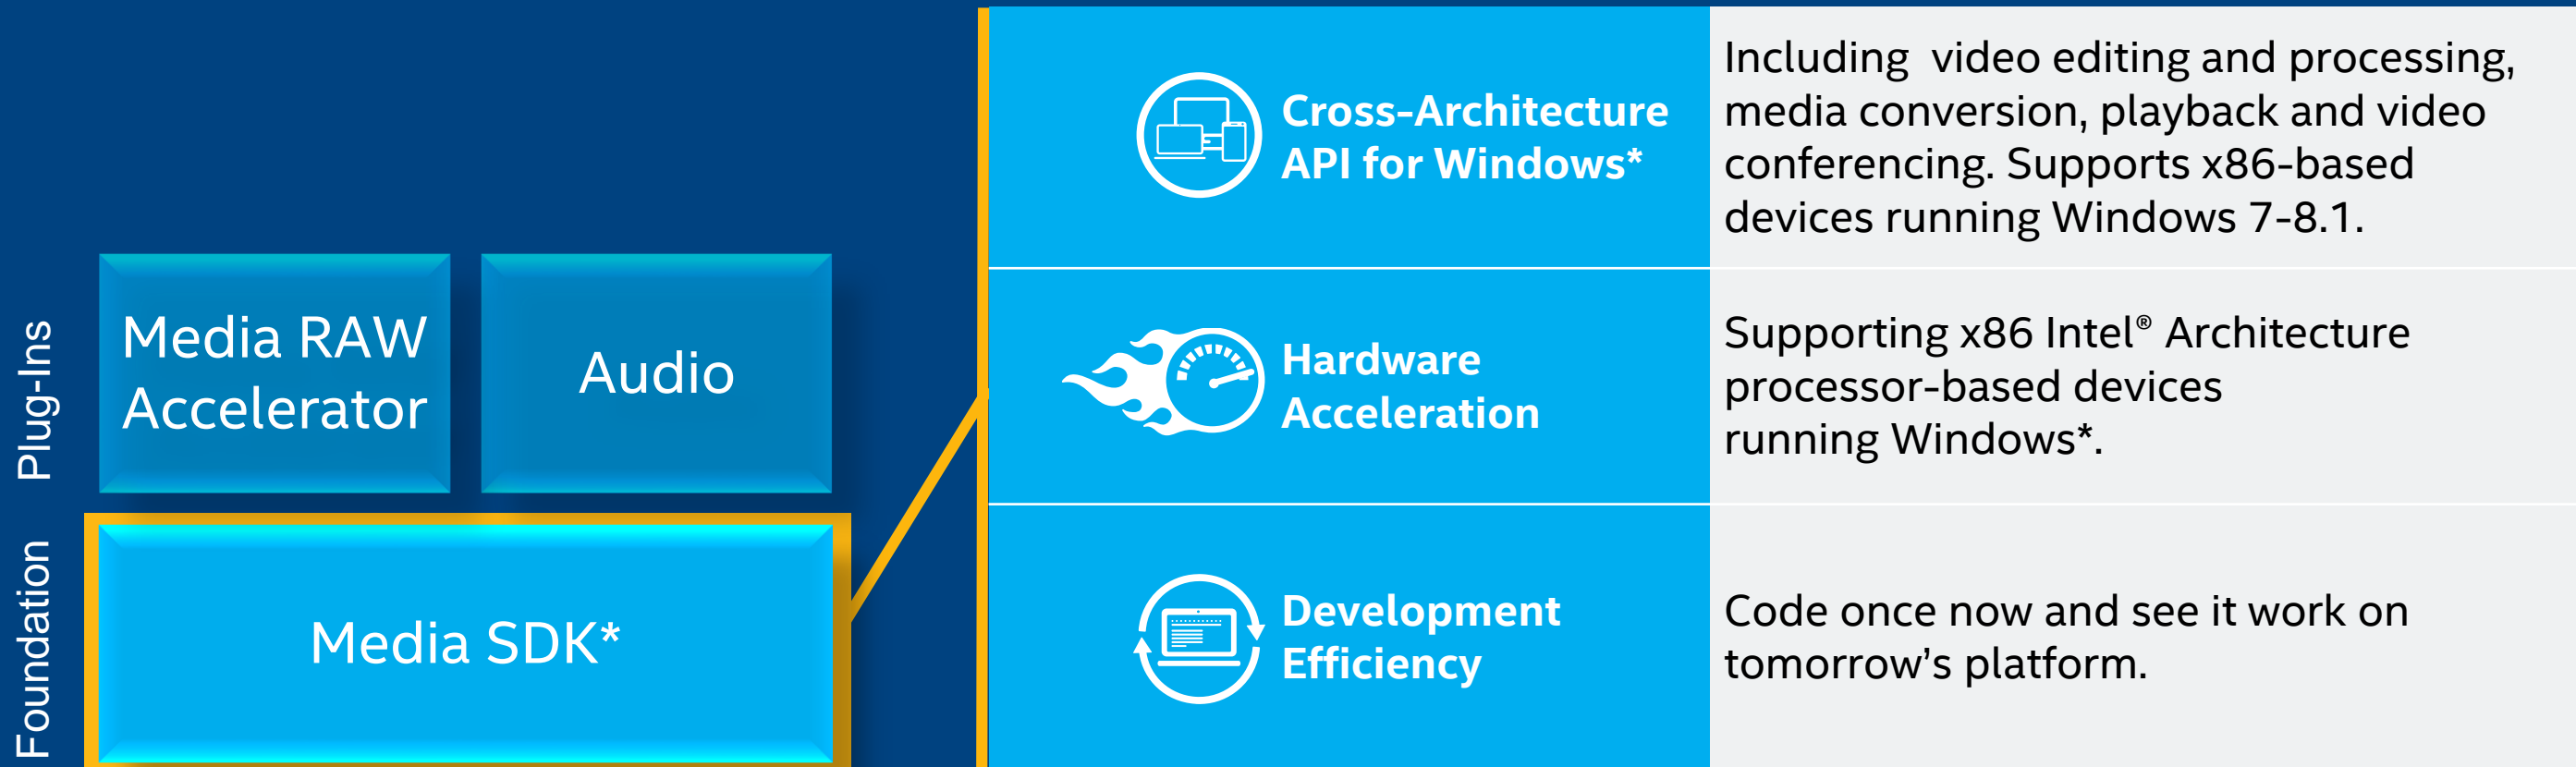 Plug-Ins
Media RAW
Accelerator
Audio
Foundation
Media SDK*
Cross-Architecture
API for Windows*
Including  video editing and processing,
media conversion, playback and video
conferencing. Supports x86-based
devices running Windows 7-8.1.
Hardware
Acceleration
Supporting x86 Intel® Architecture
processor-based devices
running Windows*.
Development
Efficiency
Code once now and see it work on
tomorrow’s platform.